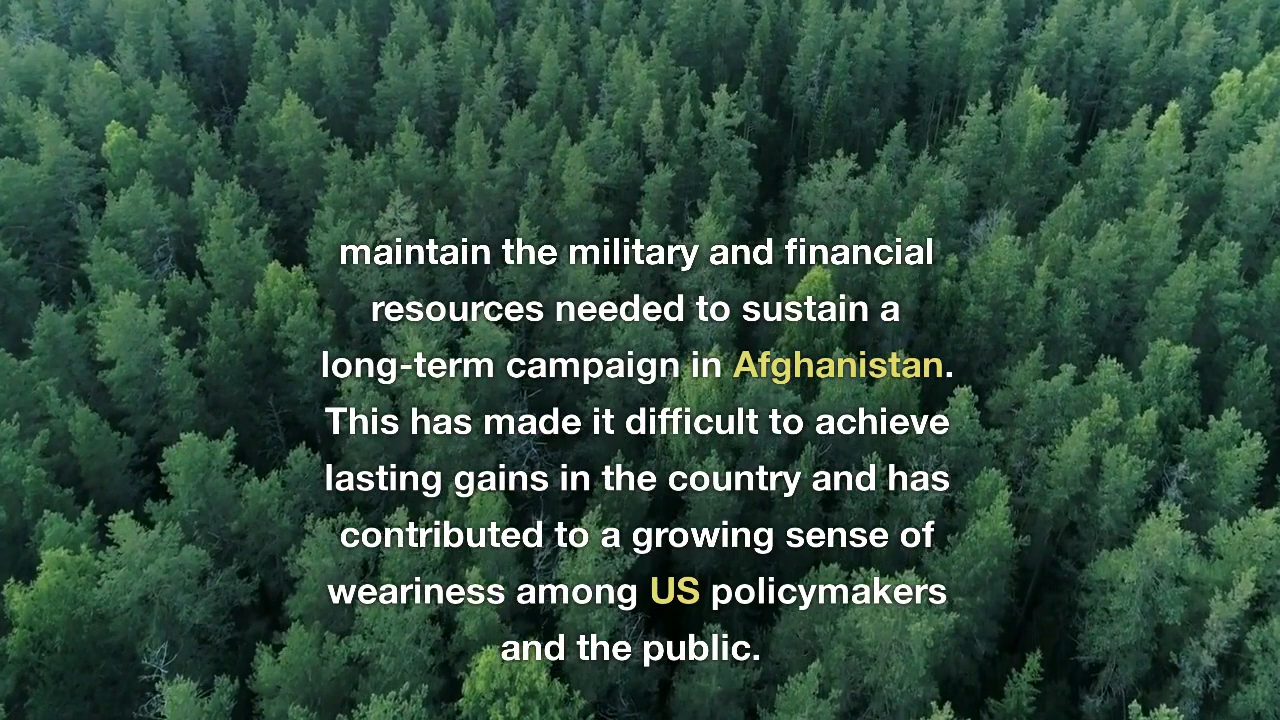 maintain the military and financial
resources needed to sustain a
long-term campaign in Afghanistan.
This has made it difficult to achieve
lasting gains in the country and has
contributed to a growing sense of
weariness among US policymakers
and the public.